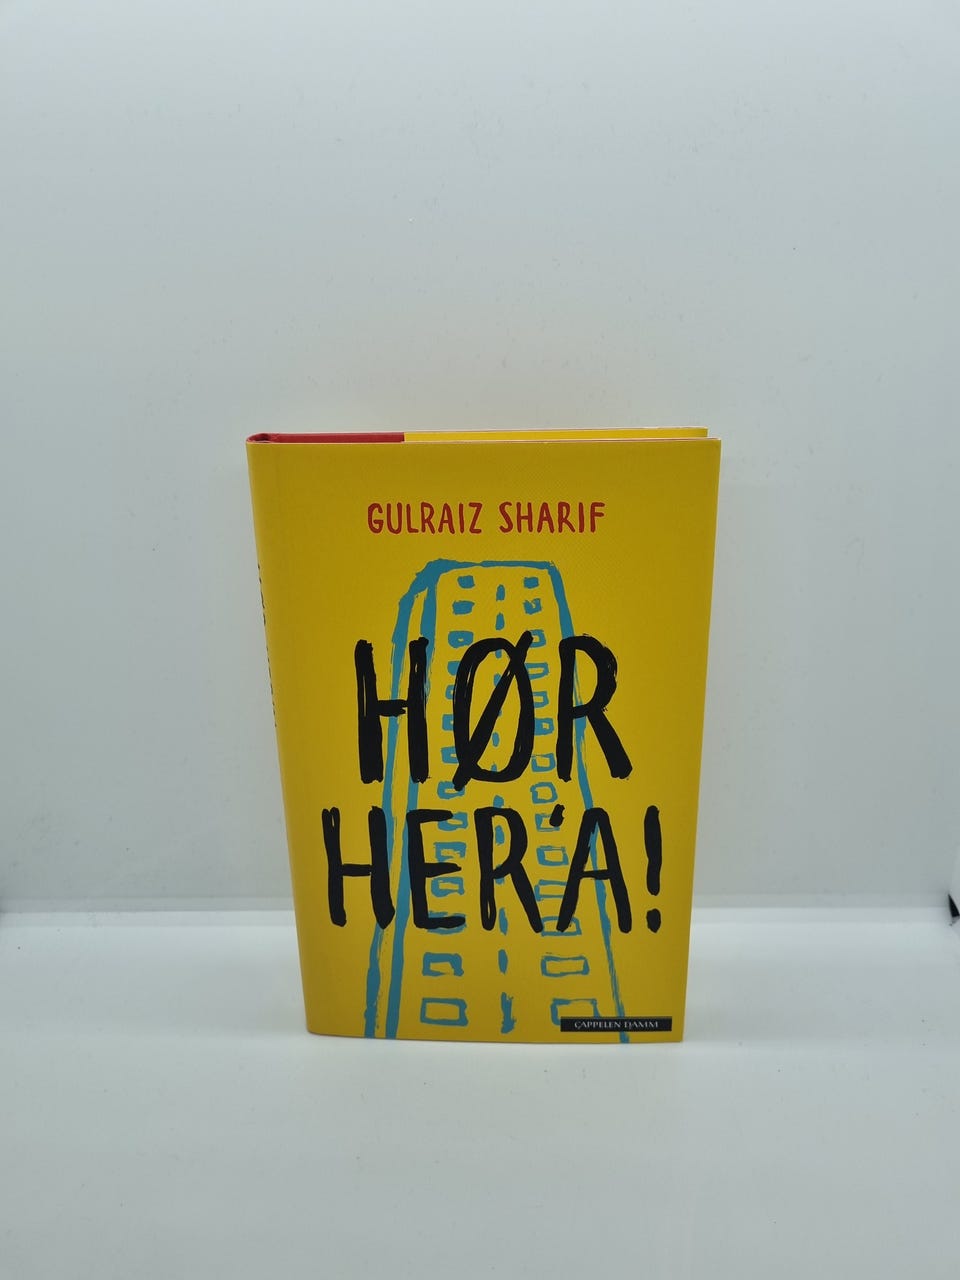 GULRAIZ SHARIF
HØR
HER'A!
CAPPELEN DAMM